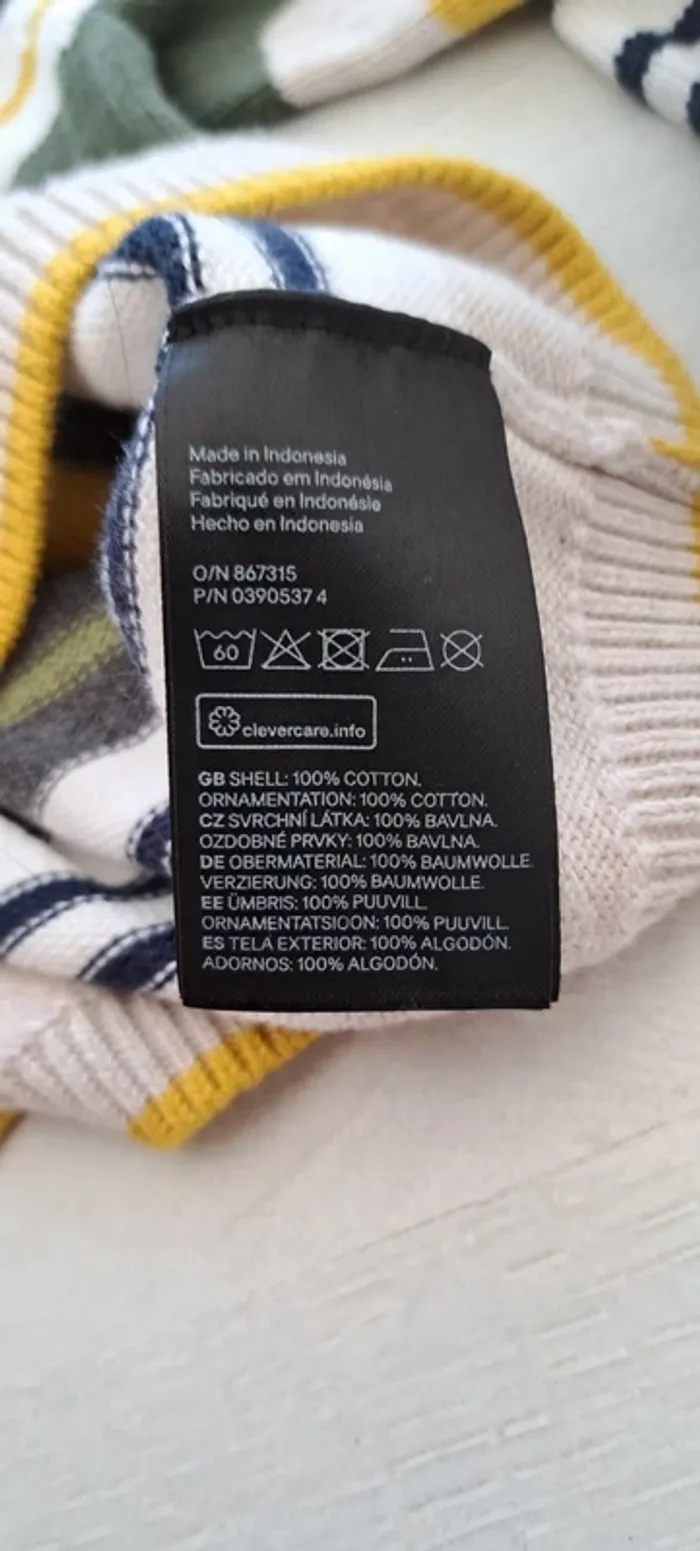 Made in Indonesia
Fabricado em Indonésia
Fabriqué en Indonésie
Hecho en Indonesia
O/N 867315
P/N 0390537 4
60
clevercare.info
GB SHELL: 100% COTTON.
ORNAMENTATION: 100% COTTON.
CZ SVRCHNÍ LÁTKA: 100% BAVLNA.
OZDOBNÉ PRVKY: 100% BAVLNA.
DE OBERMATERIAL: 100% BAUMWOLLE.
VERZIERUNG: 100% BAUMWOLLE.
EE ÜMBRIS: 100% PUUVILL.
ORNAMENTATSIOON: 100% PUUVILL.
ES TELA EXTERIOR: 100% ALGODÓN.
ADORNOS: 100% ALGODÓN.